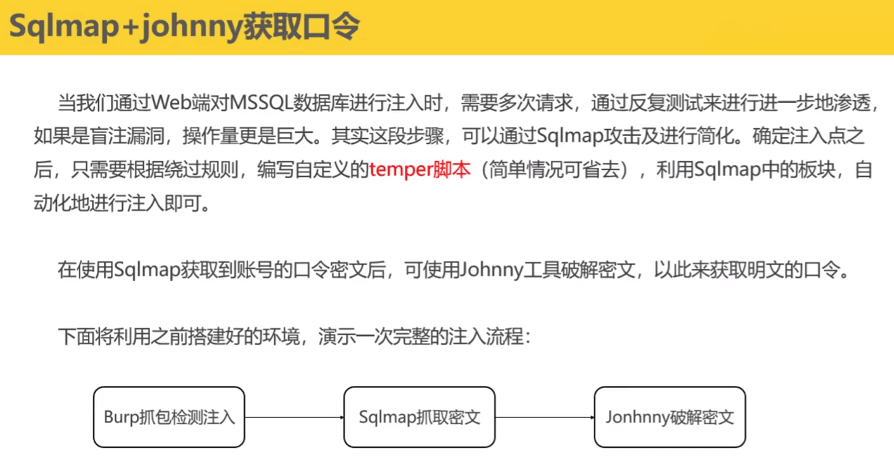 Sqlmap+johnny获取口令
当我们通过Web端对MSSQL数据库进行注入时，需要多次请求，通过反复测试来进行进一步地渗透，
如果是盲注漏洞，操作量更是巨大。其实这段步骤，可以通过Sqlmap攻击及进行简化。确定注入点之
后，只需要根据绕过规则，编写自定义的temper脚本（简单情况可省去），利用Sqlmap中的板块，自
动化地进行注入即可。
在使用Sqlmap获取到账号的口令密文后，可使用Johnny工具破解密文，以此来获取明文的口令。
下面将利用之前搭建好的环境，演示一次完整的注入流程：
Burp抓包检测注入
Sqlmap抓取密文
Jonhnny破解密文